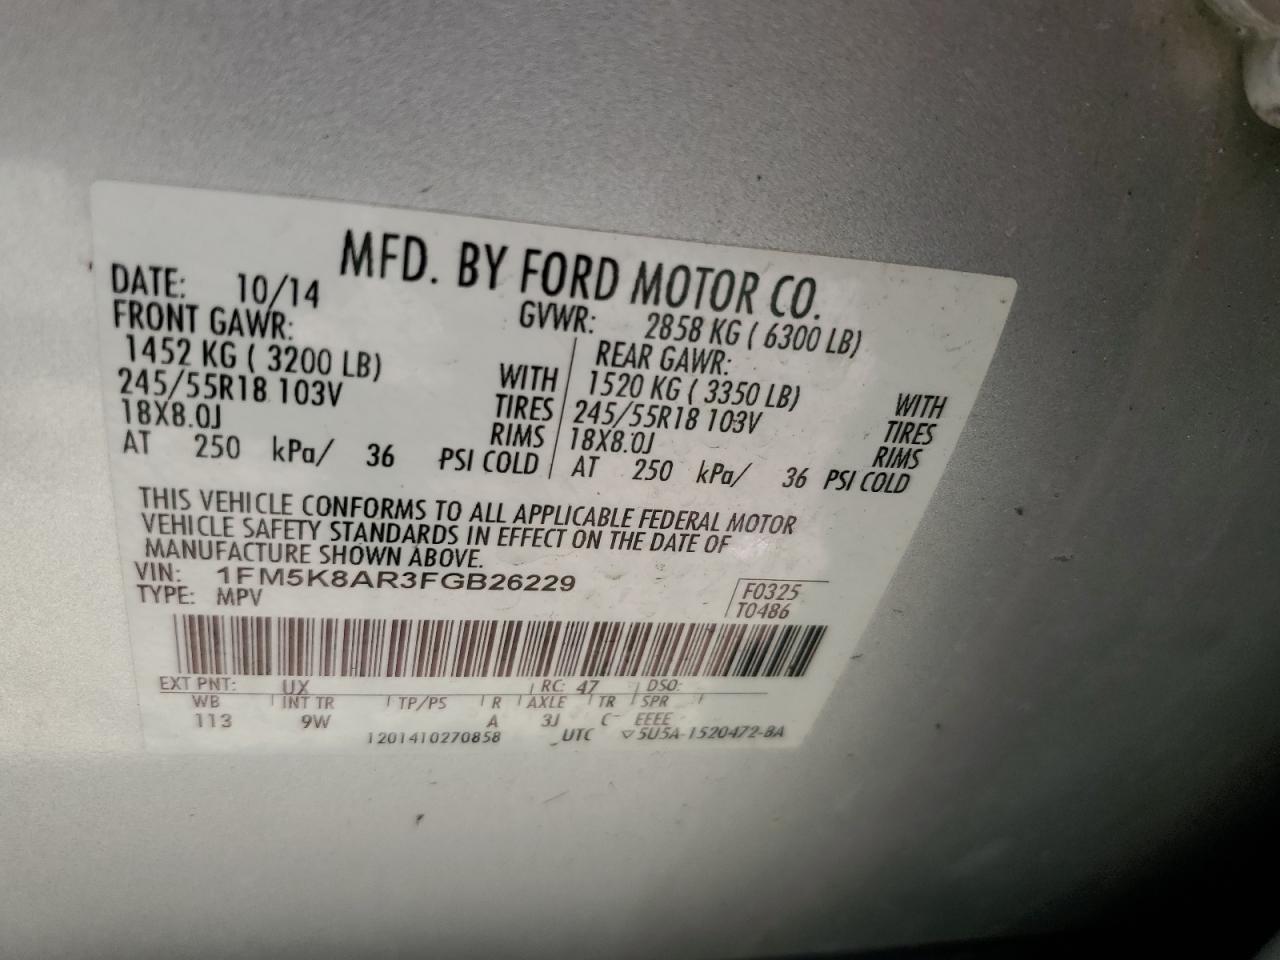 MFD. BY FORD MOTOR CO.
DATE: 10/14 GVWR: 2858 KG ( 6300 LB)
FRONT GAWR: REAR GAWR:
1452 KG ( 3200 LB) WITH 1520 KG ( 3350 LB) WITH
245/55R18 103V TIRES 245/55R18 103V TIRES
18X8.0J RIMS 18X8.0J RIMS
AT 250 kPa/ 36 PSI COLD AT 250 kPa/ 36 PSI COLD
THIS VEHICLE CONFORMS TO ALL APPLICABLE FEDERAL MOTOR
VEHICLE SAFETY STANDARDS IN EFFECT ON THE DATE OF
MANUFACTURE SHOWN ABOVE.
VIN: 1FM5K8AR3FGB26229 F0325
TYPE: MPV T0486
EXT PNT: UX RC: 47 DSO:
WB INT TR TP/PS R AXLE TR SPR
113 9W A 3J C EEEE
1201410270858 UTC ▽5U5A-1520472-BA